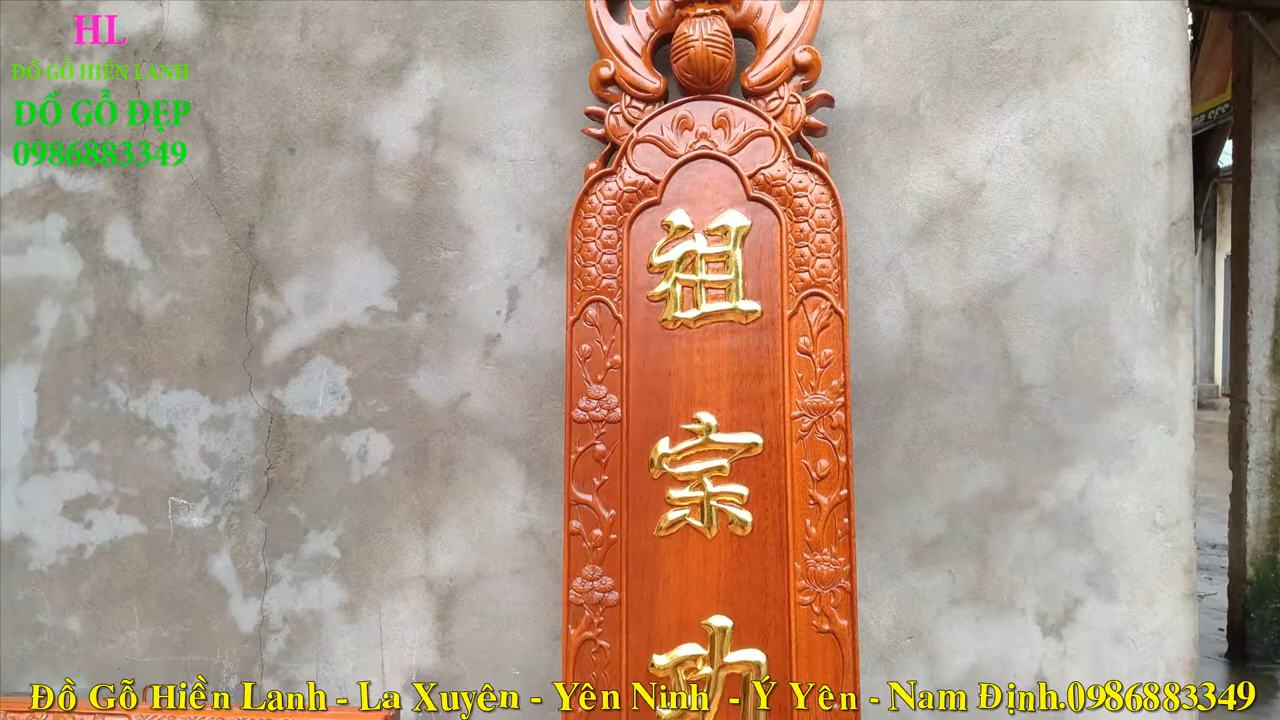 HL
ĐỒ GỖ HIỀN LANH
ĐỒ GỖ ĐẸP
0986883349
祖
宗
功
Đồ Gỗ Hiền Lanh - La Xuyên - Yên Ninh - Ý Yên - Nam Định.0986883349